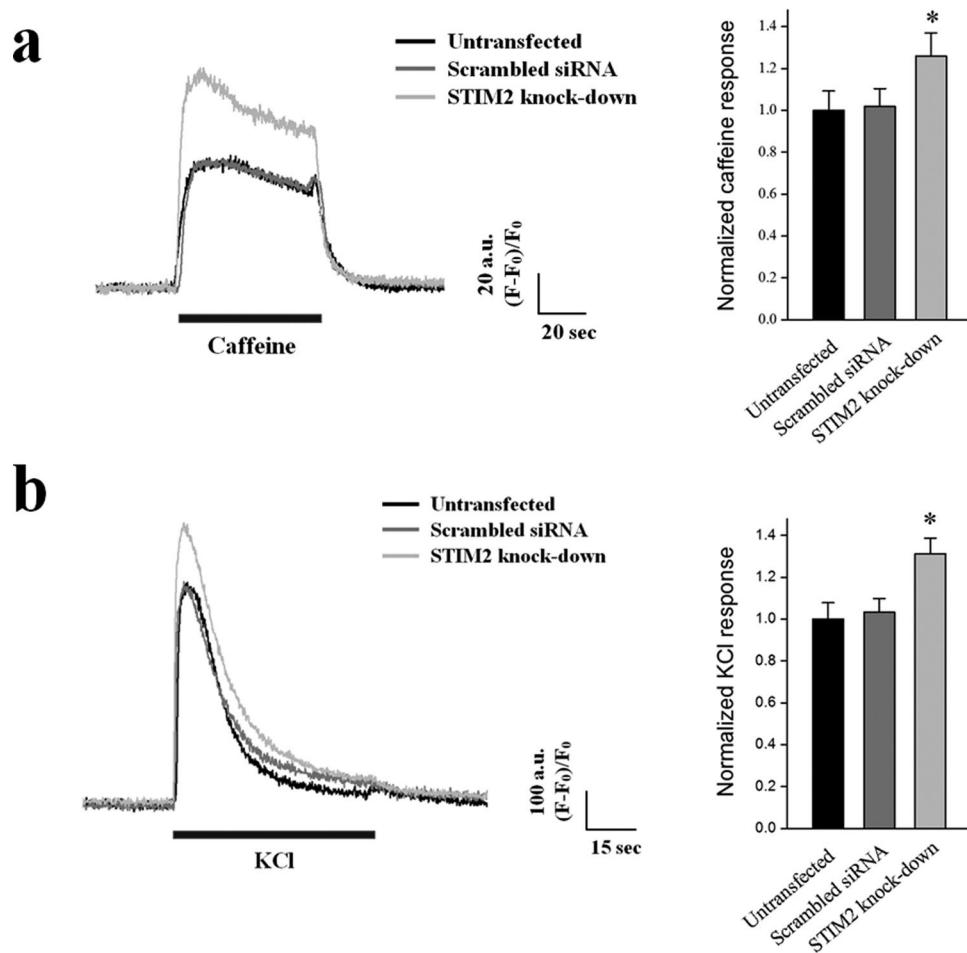 a
Untransfected
Scrambled siRNA
STIM2 knock-down
20 a.u.
(F-F0)/F0
20 sec
Caffeine
Normalized caffeine response
1.4
1.2
1.0
0.8
0.6
0.4
0.2
0.0
*
Untransfected
Scrambled siRNA
STIM2 knock-down
b
Untransfected
Scrambled siRNA
STIM2 knock-down
100 a.u.
(F-F0)/F0
15 sec
KCl
Normalized KCl response
1.4
1.2
1.0
0.8
0.6
0.4
0.2
0.0
*
Untransfected
Scrambled siRNA
STIM2 knock-down